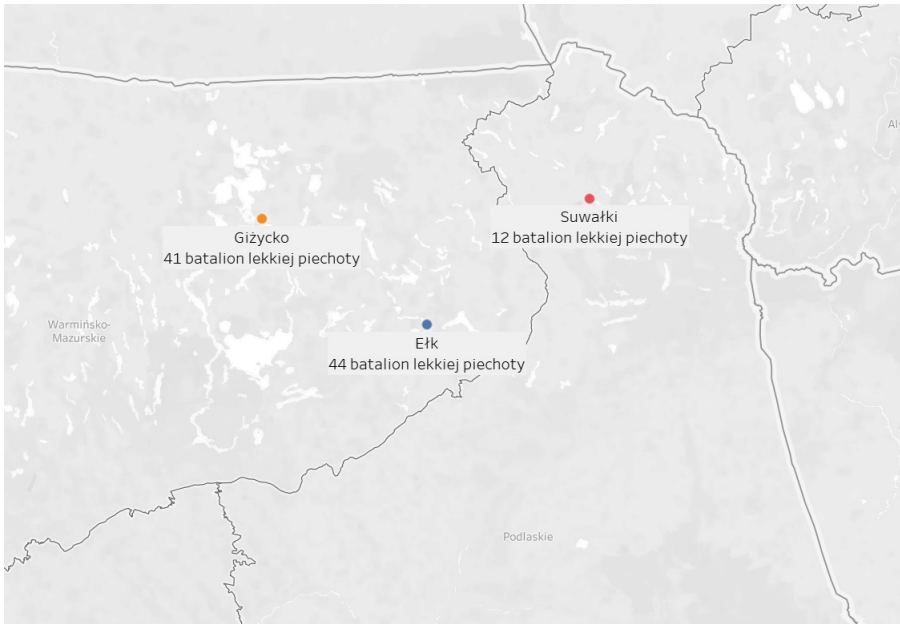 Giżycko
41 batalion lekkiej piechoty
Suwałki
12 batalion lekkiej piechoty
Ełk
44 batalion lekkiej piechoty
Warmińsko-
Mazurskie
Podlaskie